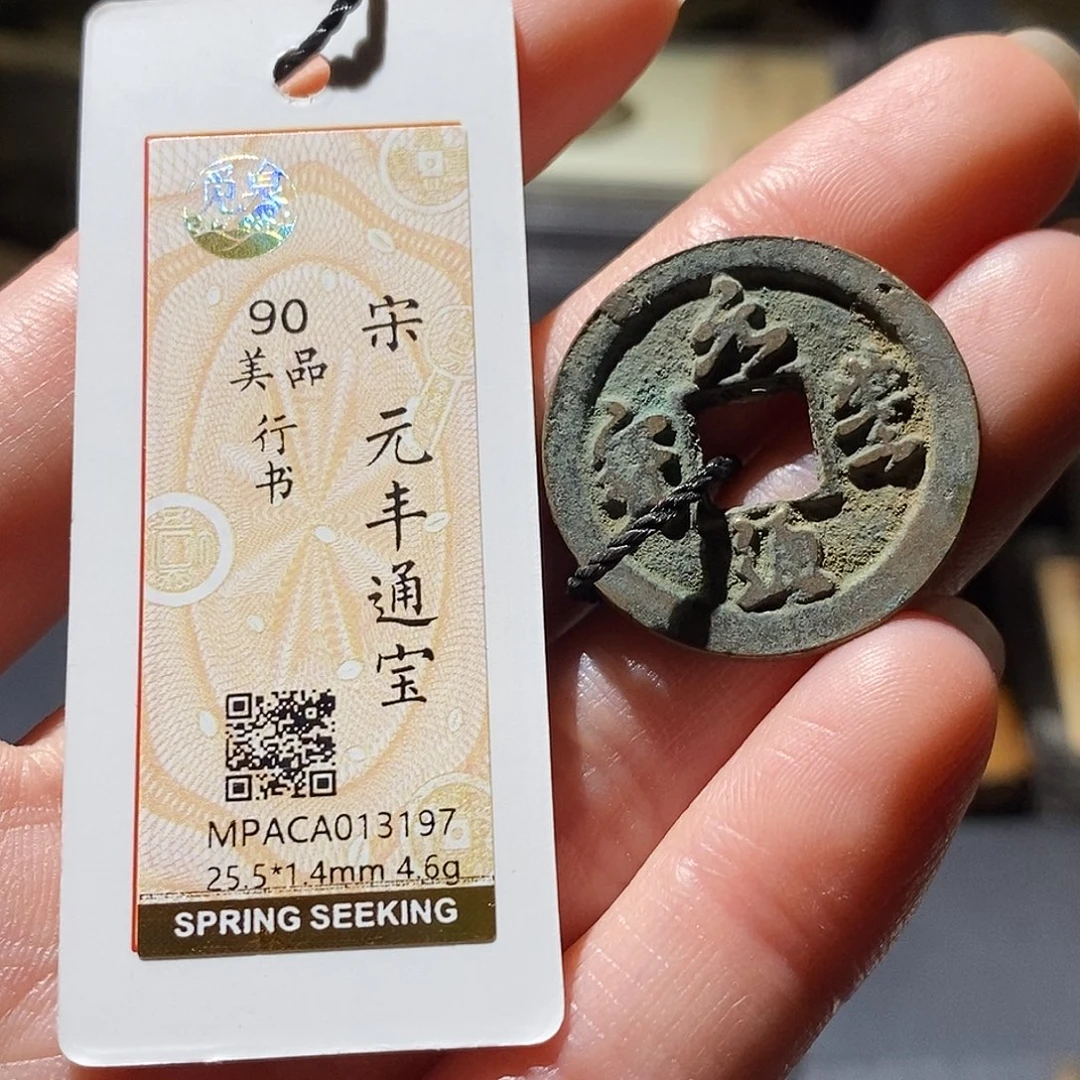 觅泉
宋 元丰通宝
90
美品
行书
MPACA013197
25.5*1.4mm 4.6g
SPRING SEEKING
元豐通寶